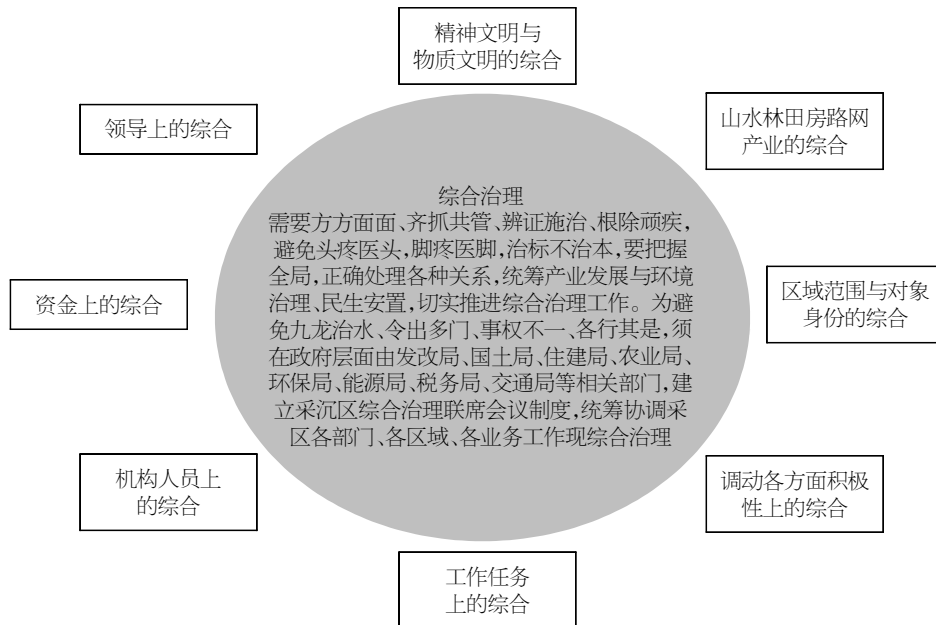 精神文明与
物质文明的综合
领导上的综合
山水林田房路网
产业的综合
综合治理
需要方方面面、齐抓共管、辨证施治、根除顽疾,
避免头疼医头,脚疼医脚,治标不治本,要把握
全局,正确处理各种关系,统筹产业发展与环境
治理、民生安置,切实推进综合治理工作。为避
免九龙治水、令出多门、事权不一、各行其是,须
在政府层面由发改局、国土局、住建局、农业局、
环保局、能源局、税务局、交通局等相关部门,建
立采沉区综合治理联席会议制度,统筹协调采
区各部门、各区域、各业务工作现综合治理
资金上的综合
区域范围与对象
身份的综合
机构人员上
的综合
调动各方面积极
性上的综合
工作任务
上的综合